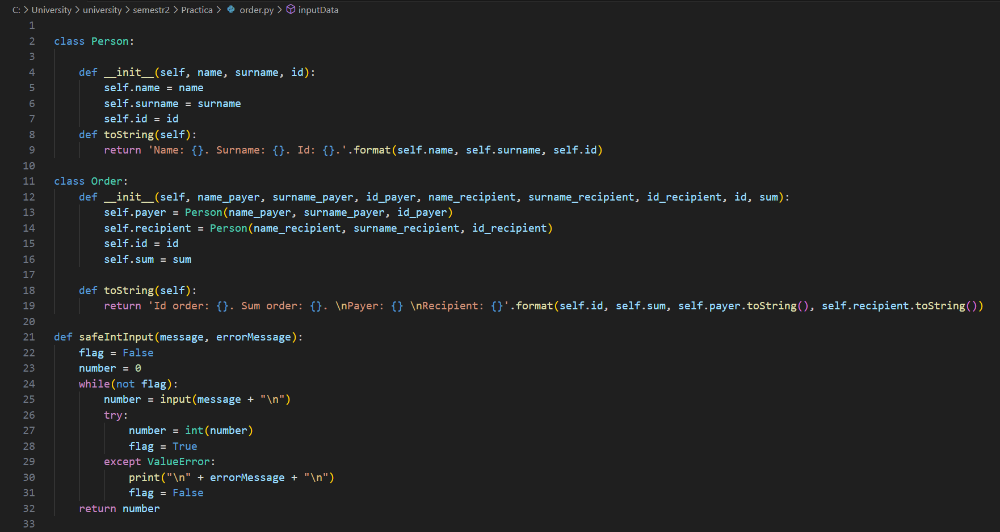 C: > University > university > semestr2 > Practica > order.py > inputData
1
2 class Person:
3
4     def __init__(self, name, surname, id):
5         self.name = name
6         self.surname = surname
7         self.id = id
8     def toString(self):
9         return 'Name: {}. Surname: {}. Id: {}.'.format(self.name, self.surname, self.id)
10
11 class Order:
12     def __init__(self, name_payer, surname_payer, id_payer, name_recipient, surname_recipient, id_recipient, id, sum):
13         self.payer = Person(name_payer, surname_payer, id_payer)
14         self.recipient = Person(name_recipient, surname_recipient, id_recipient)
15         self.id = id
16         self.sum = sum
17
18     def toString(self):
19         return 'Id order: {}. Sum order: {}. \nPayer: {} \nRecipient: {}'.format(self.id, self.sum, self.payer.toString(), self.recipient.toString())
20
21 def safeIntInput(message, errorMessage):
22     flag = False
23     number = 0
24     while(not flag):
25         number = input(message + "\n")
26         try:
27             number = int(number)
28             flag = True
29         except ValueError:
30             print("\n" + errorMessage + "\n")
31             flag = False
32     return number
33